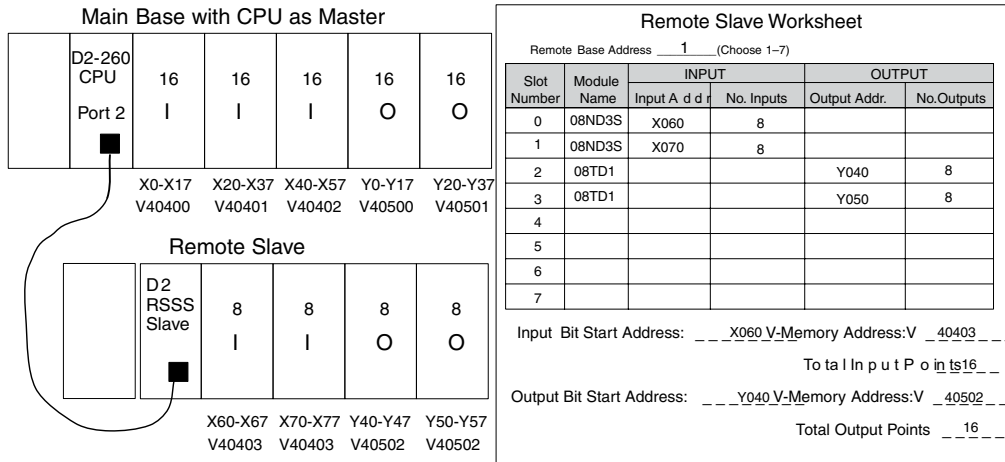 Main Base with CPU as Master
D2-260
CPU
Port 2
16
I
16
I
16
I
16
O
16
O
X0-X17
V40400
X20-X37
V40401
X40-X57
V40402
Y0-Y17
V40500
Y20-Y37
V40501
Remote Slave
D2
RSSS
Slave
8
I
8
I
8
O
8
O
X60-X67
V40403
X70-X77
V40403
Y40-Y47
V40502
Y50-Y57
V40502
Remote Slave Worksheet
Remote Base Address ____1____(Choose 1–7)
Slot Number Module Name INPUT OUTPUT
Input A d d r No. Inputs Output Addr. No.Outputs
0 08ND3S X060 8
1 08ND3S X070 8
2 08TD1 Y040 8
3 08TD1 Y050 8
4
5
6
7
Input Bit Start Address: _ _ _X060 V-Memory Address:V _40403_ _
To ta l In p u t P o in ts16_ _
Output Bit Start Address: _ _ _Y040 V-Memory Address:V _40502_ _
Total Output Points _ 16 _